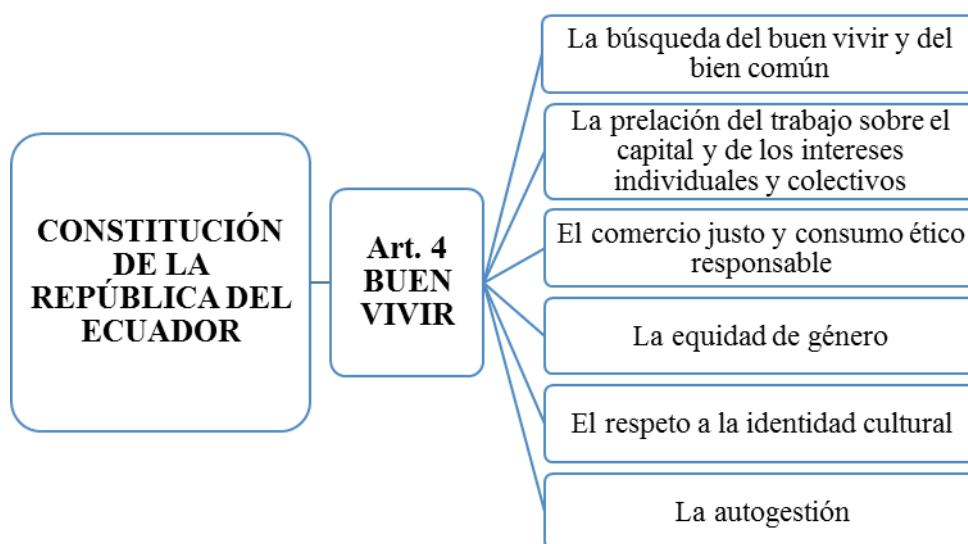 CONSTITUCIÓN
DE LA
REPÚBLICA DEL
ECUADOR
Art. 4
BUEN
VIVIR
La búsqueda del buen vivir y del
bien común
La prelación del trabajo sobre el
capital y de los intereses
individuales y colectivos
El comercio justo y consumo ético
responsable
La equidad de género
El respeto a la identidad cultural
La autogestión